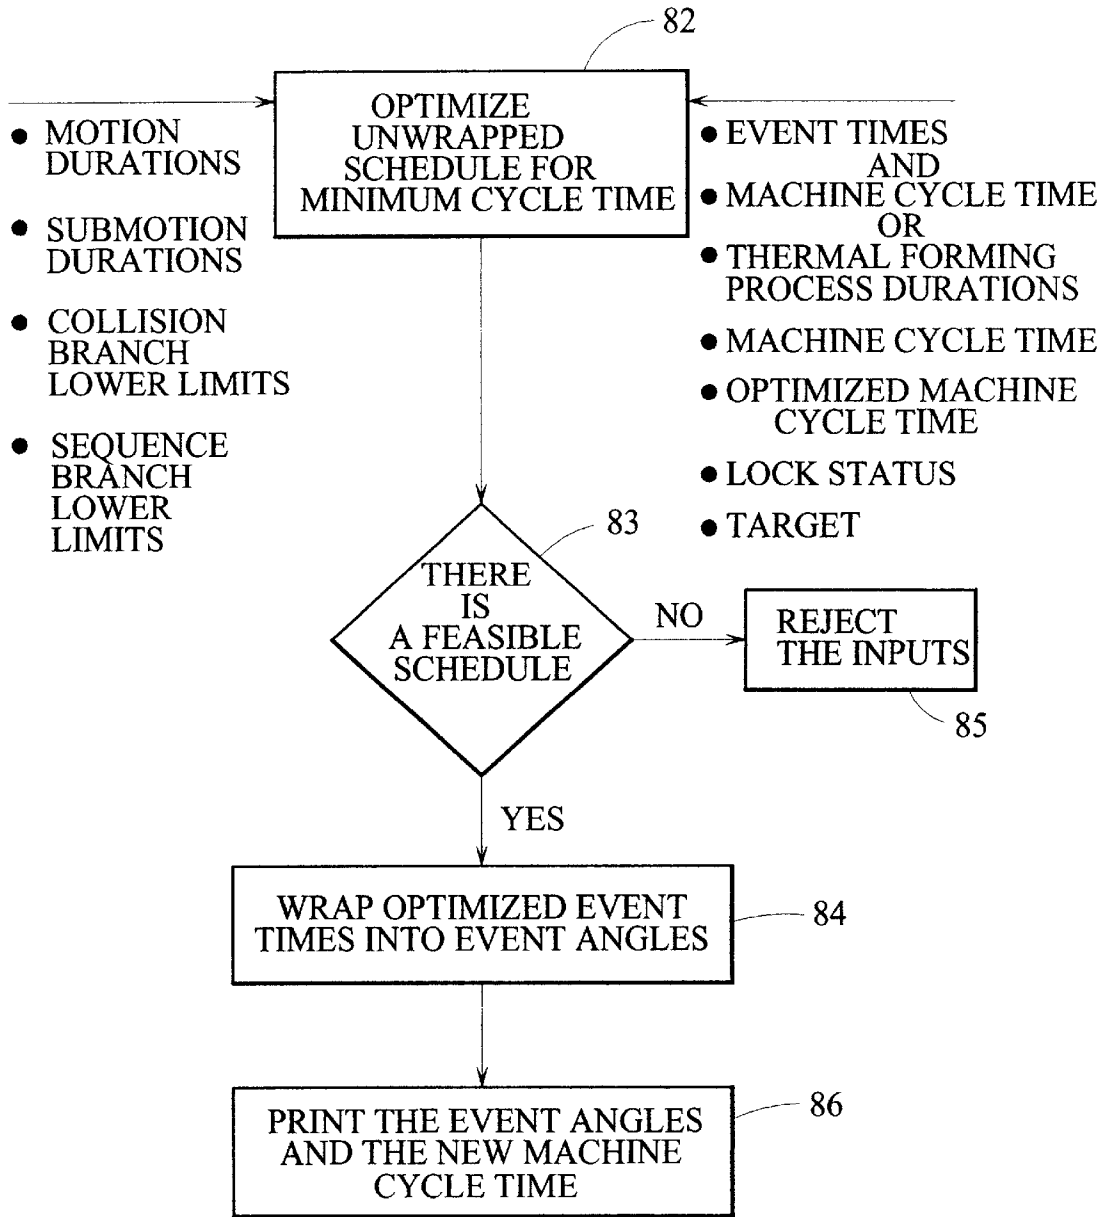 82
OPTIMIZE
UNWRAPPED
SCHEDULE FOR
MINIMUM CYCLE TIME
● MOTION
DURATIONS
● SUBMOTION
DURATIONS
● COLLISION
BRANCH
LOWER LIMITS
● SEQUENCE
BRANCH
LOWER
LIMITS
● EVENT TIMES
AND
● MACHINE CYCLE TIME
OR
● THERMAL FORMING
PROCESS DURATIONS
● MACHINE CYCLE TIME
● OPTIMIZED MACHINE
CYCLE TIME
● LOCK STATUS
● TARGET
83
THERE
IS
A FEASIBLE
SCHEDULE
NO
REJECT
THE INPUTS
85
YES
WRAP OPTIMIZED EVENT
TIMES INTO EVENT ANGLES
84
PRINT THE EVENT ANGLES
AND THE NEW MACHINE
CYCLE TIME
86